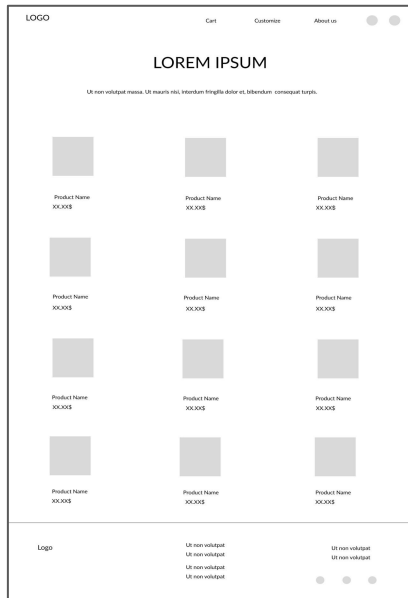 LOGO
Cart
Customize
About us
LOREM IPSUM
Ut non volutpat massa. Ut mauris nisi, interdum fringilla dolor et, bibendum consequat turpis.
Product Name
XX.XX$
Product Name
XX.XX$
Product Name
XX.XX$
Product Name
XX.XX$
Product Name
XX.XX$
Product Name
XX.XX$
Product Name
XX.XX$
Product Name
XX.XX$
Product Name
XX.XX$
Product Name
XX.XX$
Product Name
XX.XX$
Product Name
XX.XX$
Logo
Ut non volutpat
Ut non volutpat
Ut non volutpat
Ut non volutpat
Ut non volutpat
Ut non volutpat